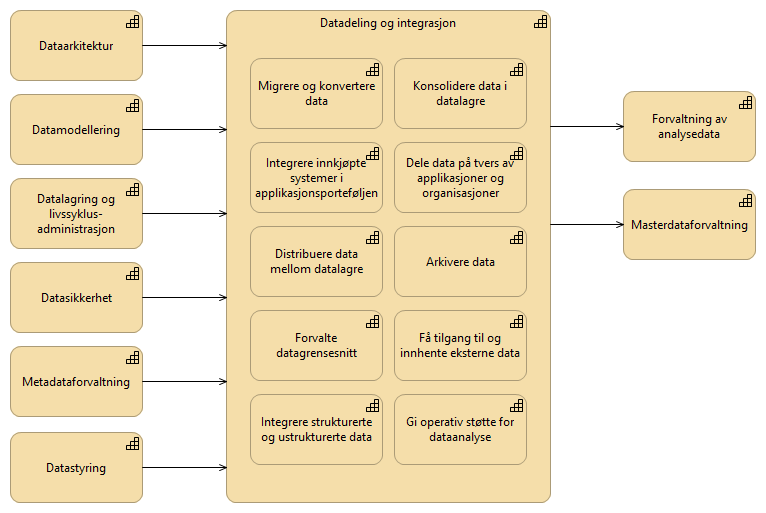 Dataarkitektur
Datamodellering
Datalagring og
livssyklus-
administrasjon
Datasikkerhet
Metadataforvaltning
Datastyring
Datadeling og integrasjon
Migrere og konvertere
data
Konsolidere data i
datalagre
Integrere innkjøpte
systemer i
applikasjonsporteføljen
Dele data på tvers av
applikasjoner og
organisasjoner
Distribuere data
mellom datalagre
Arkivere data
Forvalte
datagrensesnitt
Få tilgang til og
innhente eksterne data
Integrere strukturerte
og ustrukturerte data
Gi operativ støtte for
dataanalyse
Forvaltning av
analysedata
Masterdataforvaltning